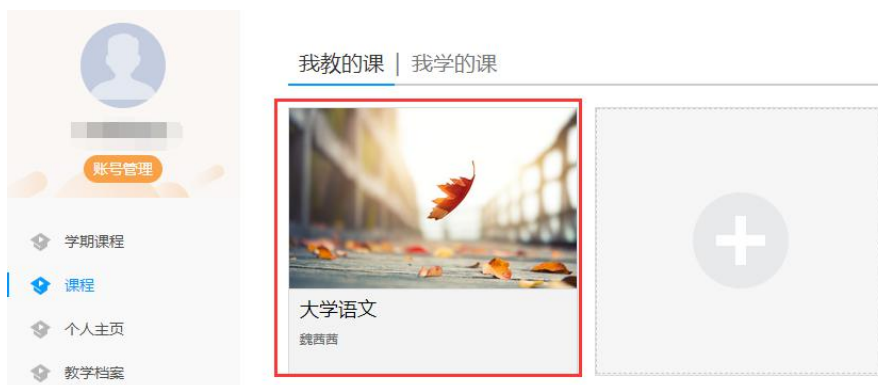 我教的课 | 我学的课
账号管理
学期课程
课程
个人主页
教学档案
大学语文
魏茜茜